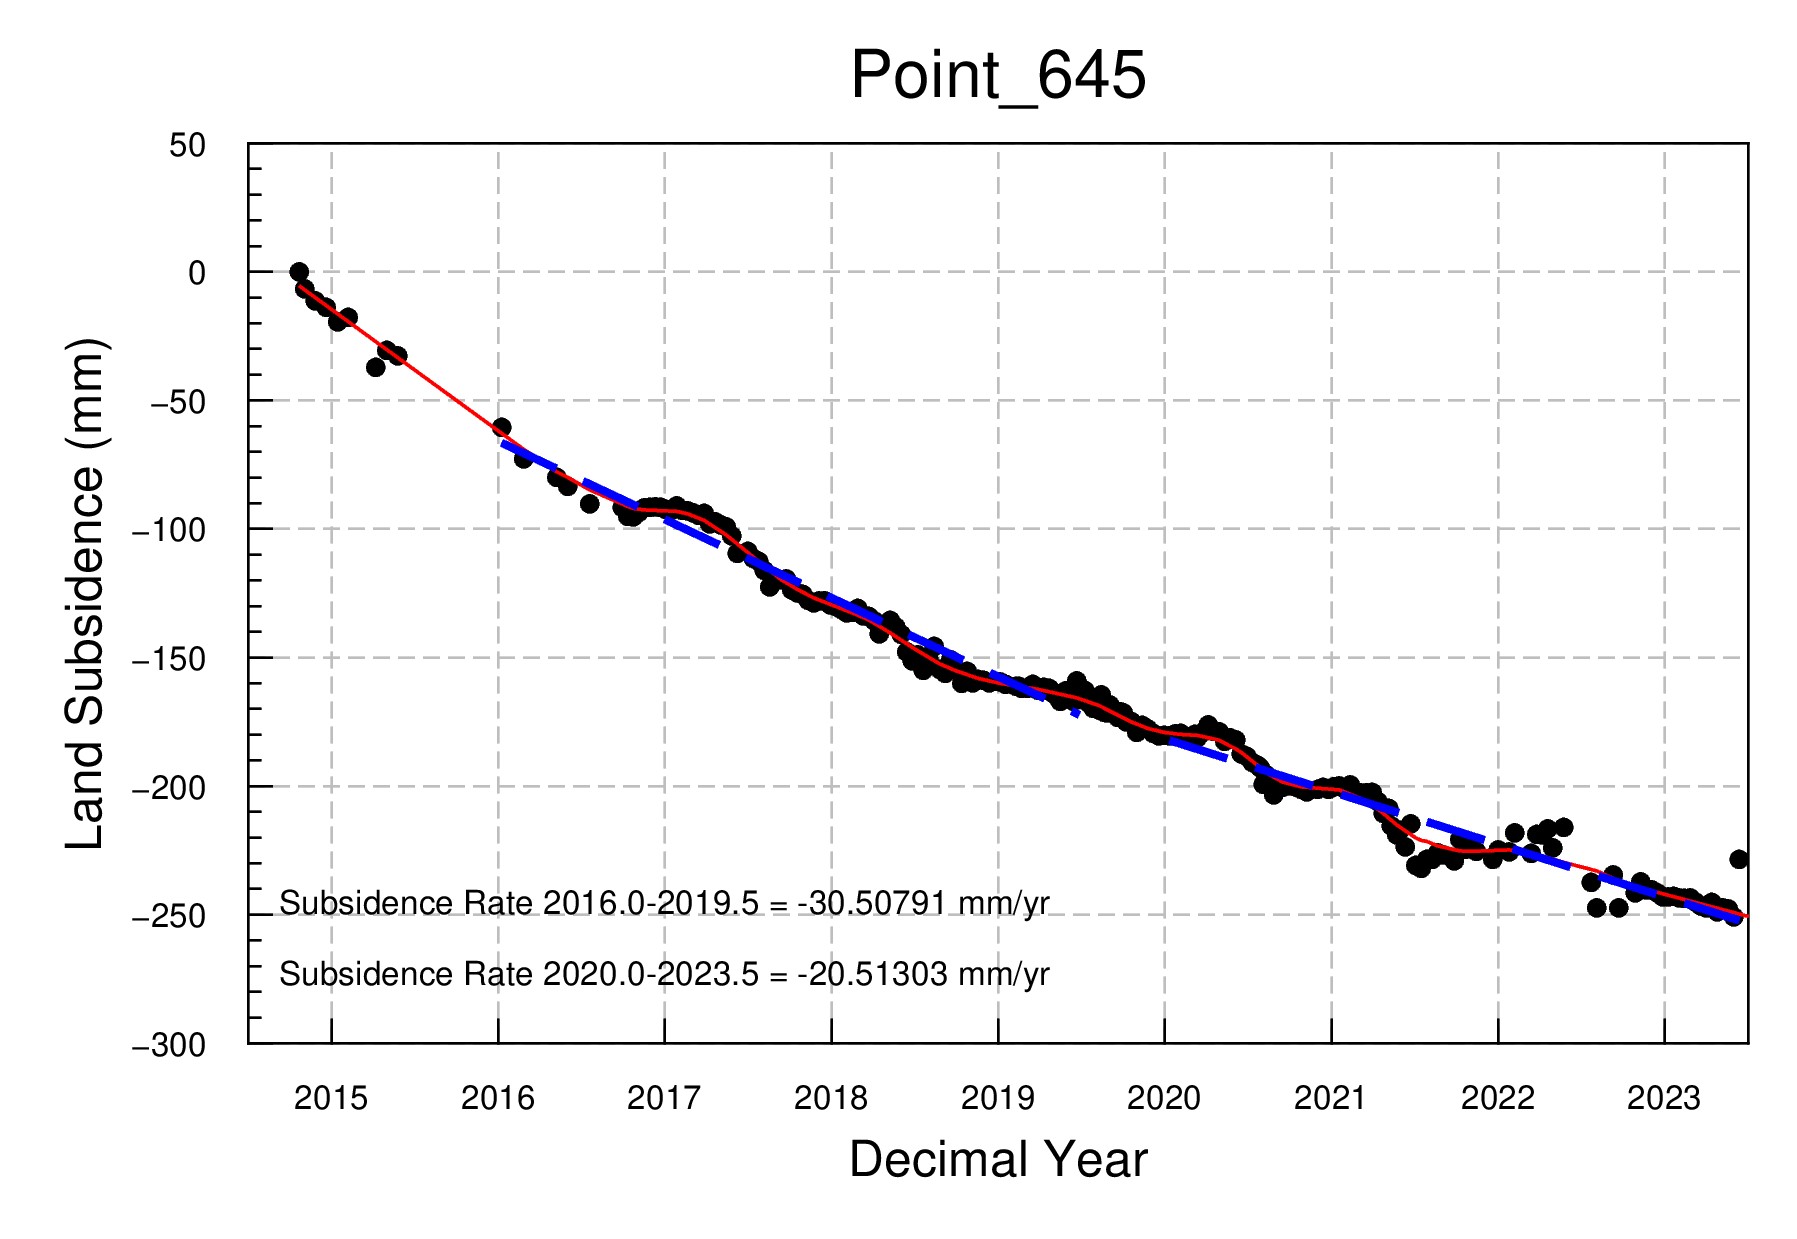 Point_645
50
0
−50
−100
−150
−200
−250
−300
Land Subsidence (mm)
Subsidence Rate 2016.0-2019.5 = -30.50791 mm/yr
Subsidence Rate 2020.0-2023.5 = -20.51303 mm/yr
2015 2016 2017 2018 2019 2020 2021 2022 2023
Decimal Year